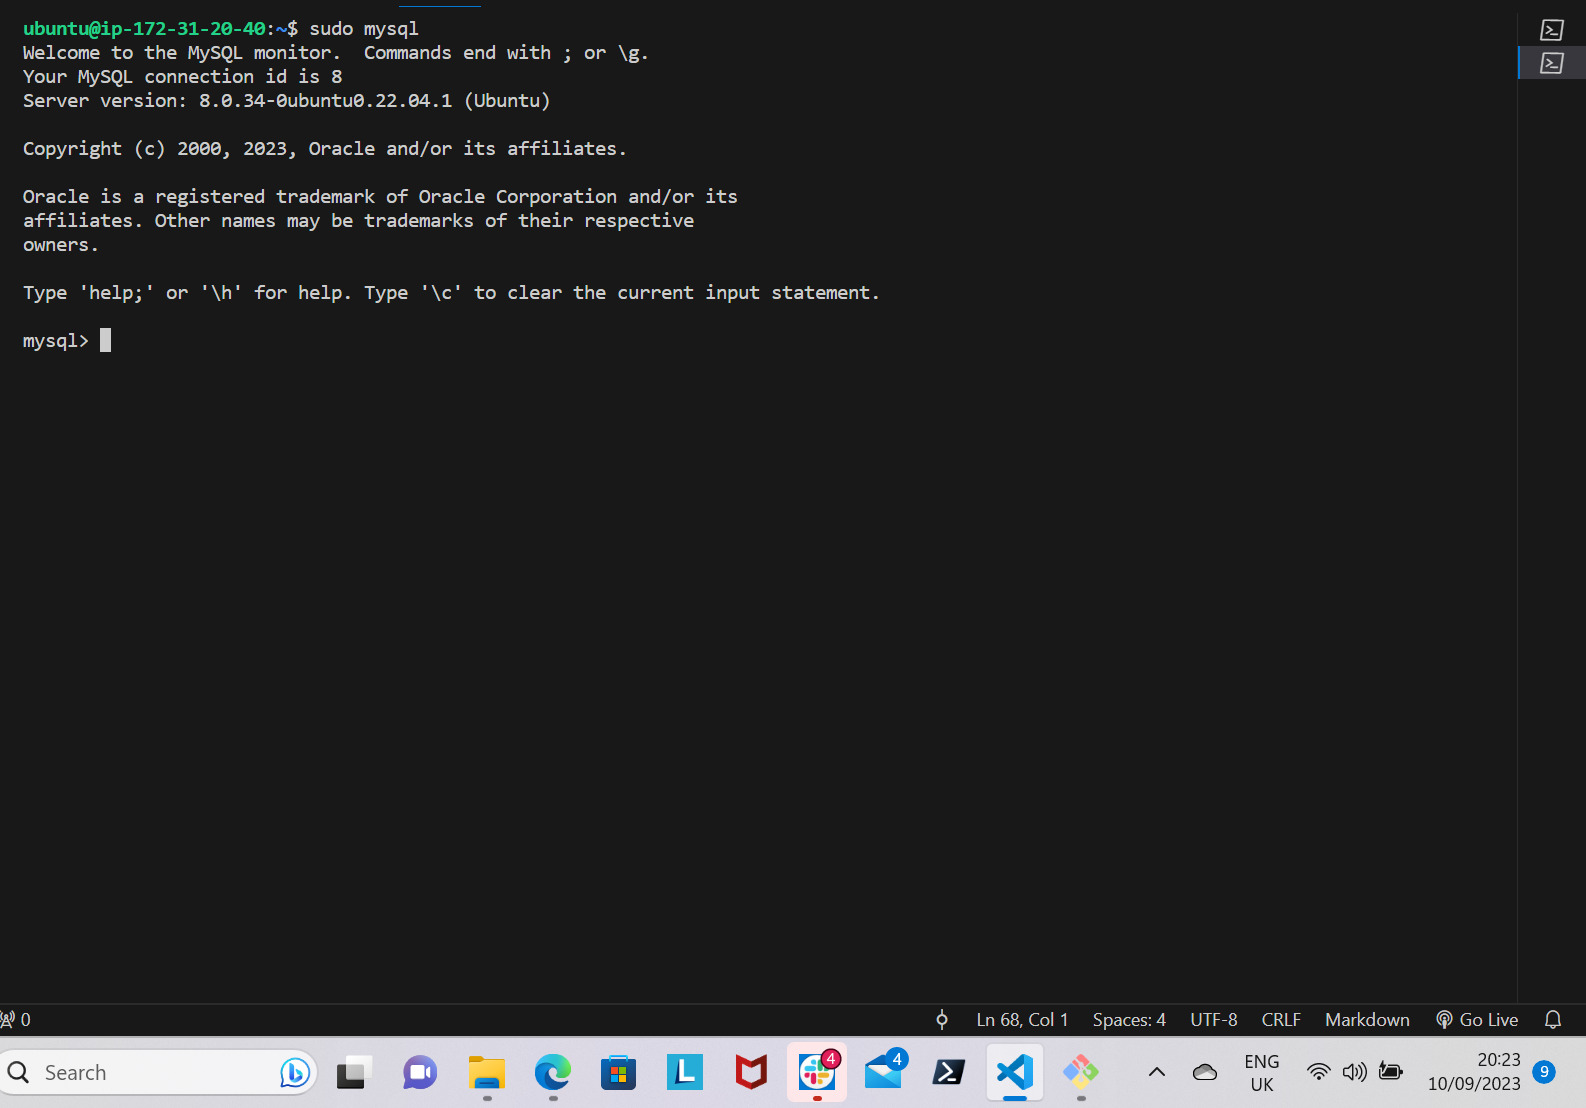 ubuntu@ip-172-31-20-40:~$ sudo mysql
Welcome to the MySQL monitor.  Commands end with ; or \g.
Your MySQL connection id is 8
Server version: 8.0.34-0ubuntu0.22.04.1 (Ubuntu)
Copyright (c) 2000, 2023, Oracle and/or its affiliates.
Oracle is a registered trademark of Oracle Corporation and/or its
affiliates. Other names may be trademarks of their respective
owners.
Type 'help;' or '\h' for help. Type '\c' to clear the current input statement.
mysql>
0 Ln 68, Col 1 Spaces: 4 UTF-8 CRLF Markdown Go Live
Search L 4 4 ENG 20:23 9
UK 10/09/2023